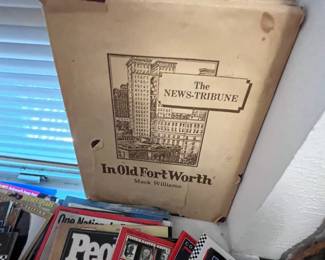 The
NEWS-TRIBUNE
In Old Fort Worth
Mack Williams
One Nation
Peo